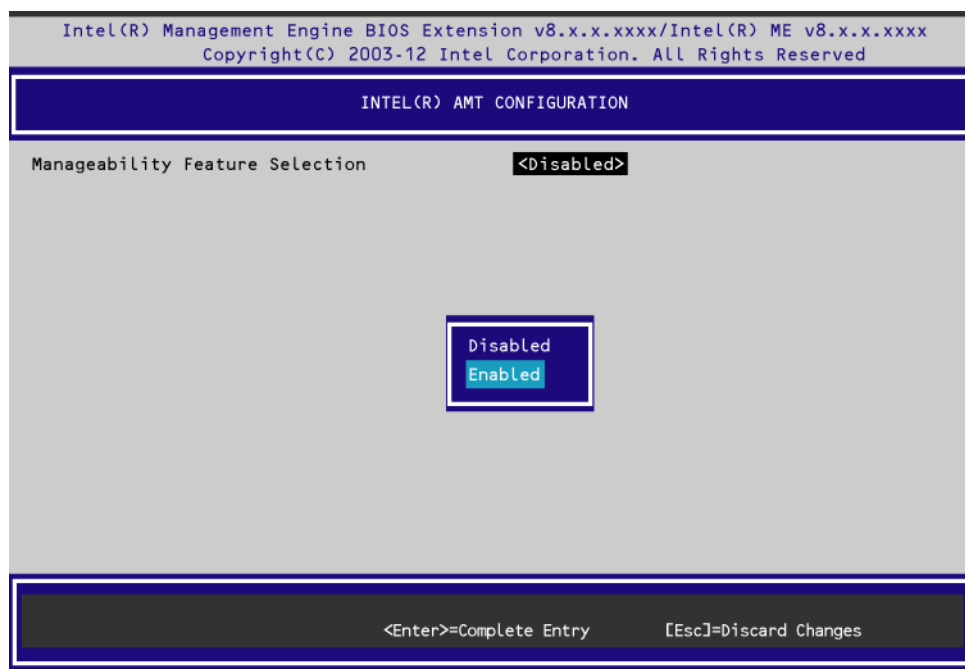 Intel(R) Management Engine BIOS Extension v8.x.x.xxxx/Intel(R) ME v8.x.x.xxxx
Copyright(C) 2003-12 Intel Corporation. All Rights Reserved
INTEL(R) AMT CONFIGURATION
Manageability Feature Selection <Disabled>
Disabled
Enabled
<Enter>=Complete Entry [Esc]=Discard Changes